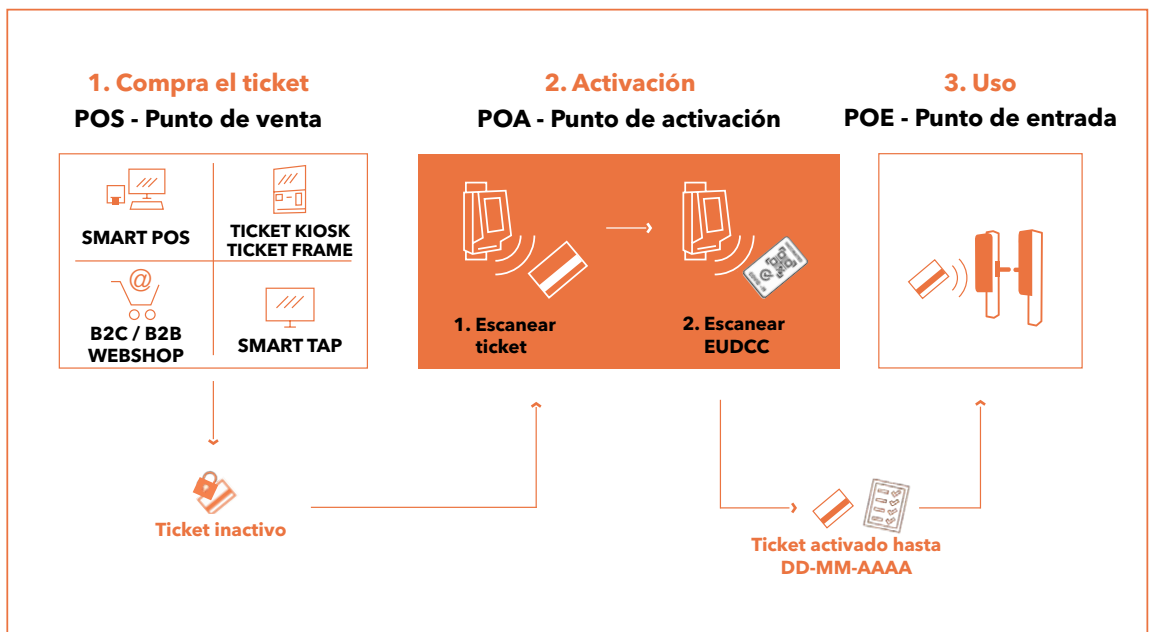 1. Compra el ticket
POS - Punto de venta
SMART POS
TICKET KIOSK
TICKET FRAME
@
B2C / B2B
WEBSHOP
SMART TAP
Ticket inactivo
2. Activación
POA - Punto de activación
1. Escanear
ticket
2. Escanear
EUDCC
Ticket activado hasta
DD-MM-AAAA
3. Uso
POE - Punto de entrada